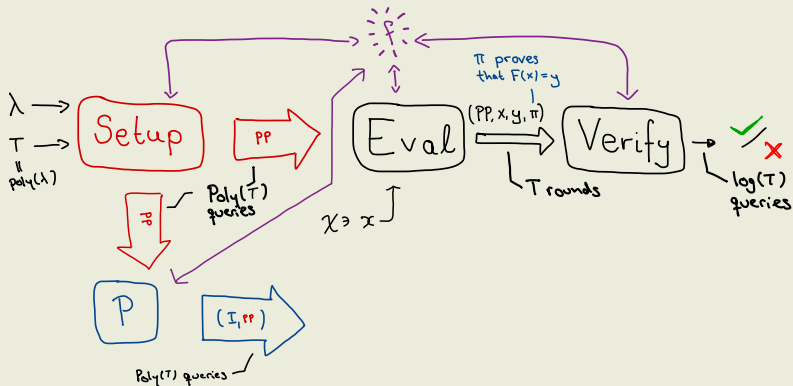 f
π proves
that F(x)=y
λ
T
=
poly(λ)
Setup
PP
Eval
(PP, x, y, π)
Verify
Poly(T)
queries
T rounds
log(T)
queries
PP
X ∋ x
P
(I, PP)
Poly(T) queries